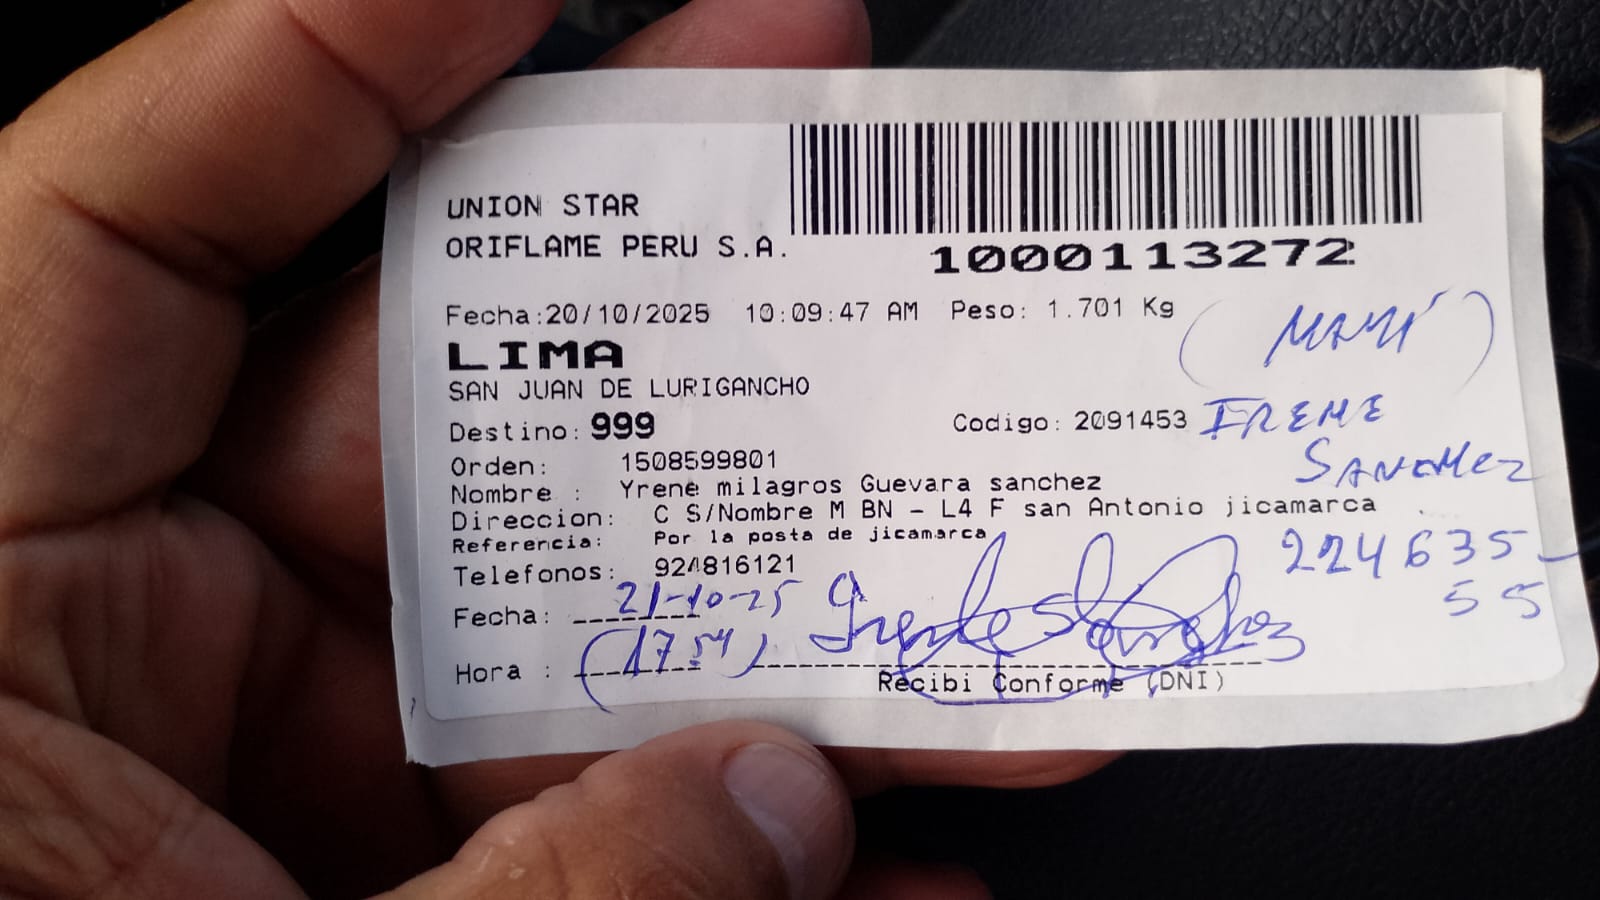 UNION STAR
ORIFLAME PERU S.A.
1000113272
Fecha:20/10/2025 10:09:47 AM Peso: 1.701 Kg
LIMA
SAN JUAN DE LURIGANCHO
Destino: 999 Codigo: 2091453
Orden: 1508599801
Nombre : Yrene milagros Guevara sanchez
Direccion: C S/Nombre M BN - L4 F san Antonio jicamarca
Referencia: Por la posta de jicamarca
Telefonos: 924816121
Fecha: 21-10-25
Hora : (17:54)
Recibi Conforme (DNI)
IRENE
SANCHEZ
224635
55